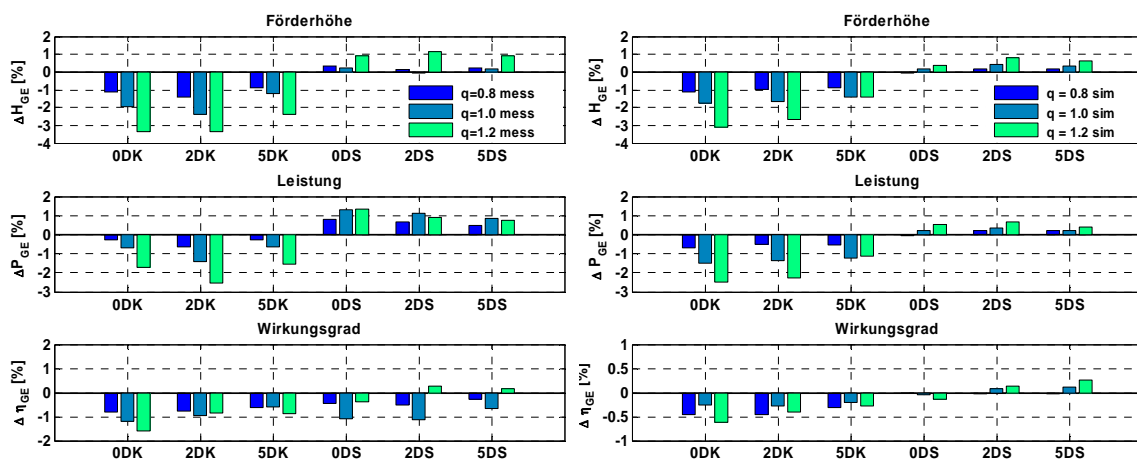 Förderhöhe
2
1
0
-1
-2
-3
-4
Δ H_GE [%]
q=0.8 mess
q=1.0 mess
q=1.2 mess
0DK 2DK 5DK 0DS 2DS 5DS
Leistung
2
1
0
-1
-2
-3
ΔP_GE [%]
0DK 2DK 5DK 0DS 2DS 5DS
Wirkungsgrad
2
1
0
-1
-2
Δ η_GE [%]
0DK 2DK 5DK 0DS 2DS 5DS
Förderhöhe
2
1
0
-1
-2
-3
-4
Δ H_GE [%]
q = 0.8 sim
q = 1.0 sim
q = 1.2 sim
0DK 2DK 5DK 0DS 2DS 5DS
Leistung
2
1
0
-1
-2
-3
Δ P_GE [%]
0DK 2DK 5DK 0DS 2DS 5DS
Wirkungsgrad
1
0.5
0
-0.5
1
Δ η_GE [%]
0DK 2DK 5DK 0DS 2DS 5DS